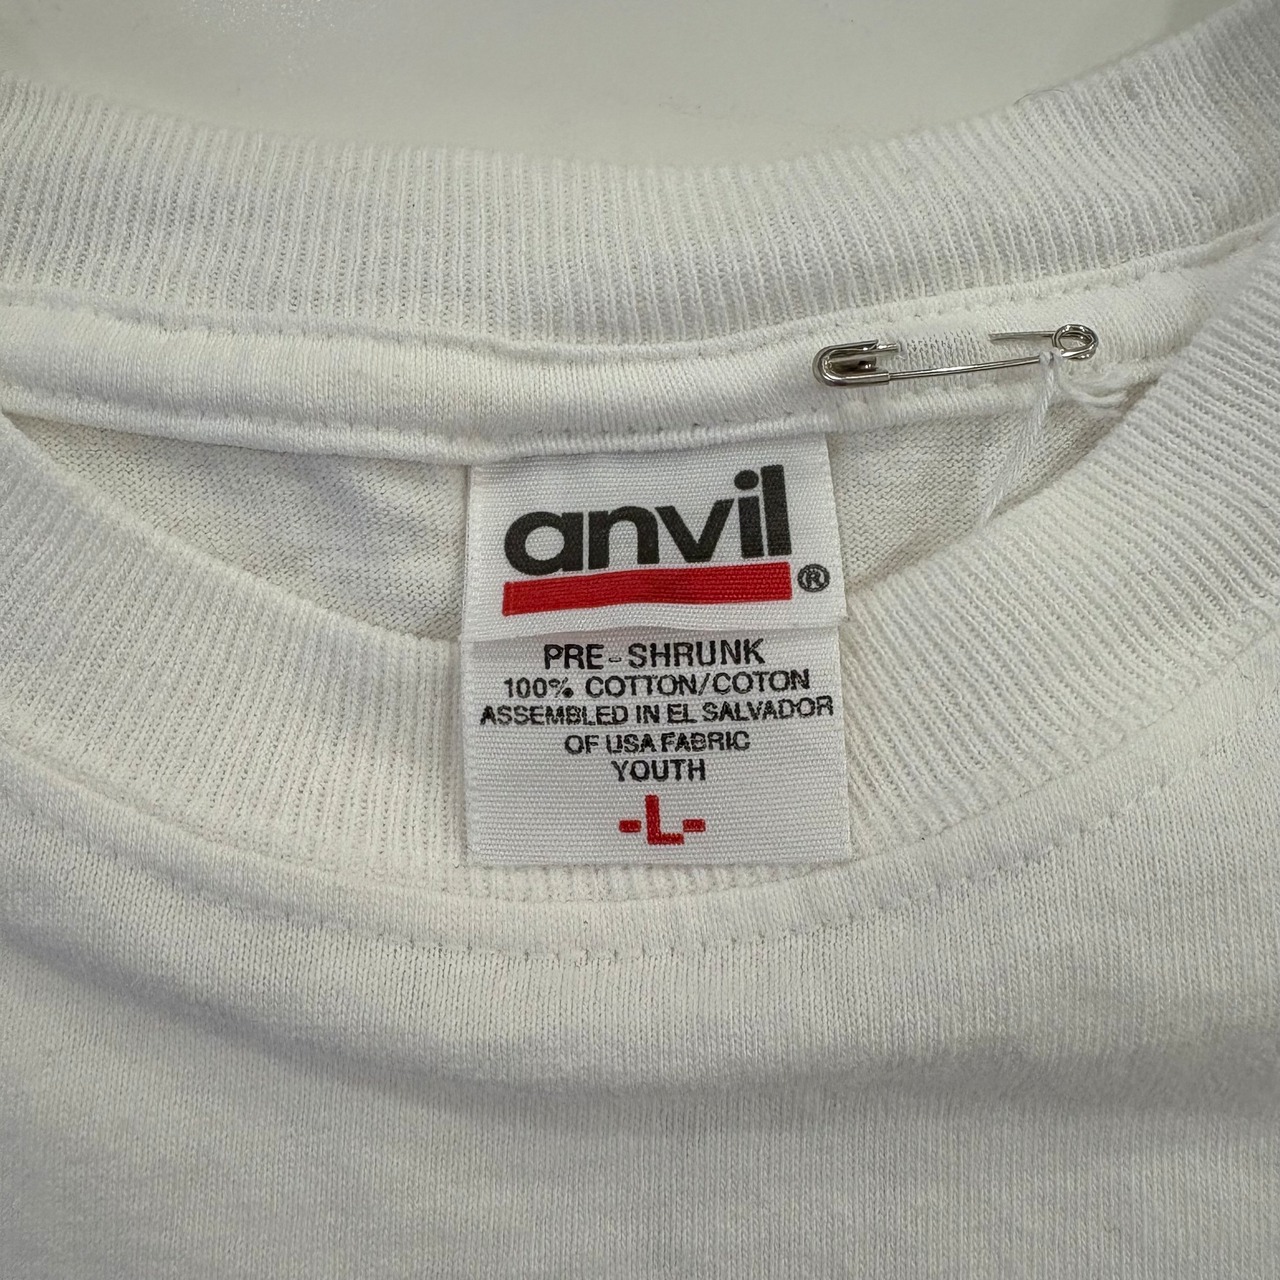 anvil®
PRE-SHRUNK
100% COTTON/COTON
ASSEMBLED IN EL SALVADOR
OF USA FABRIC
YOUTH
-L-